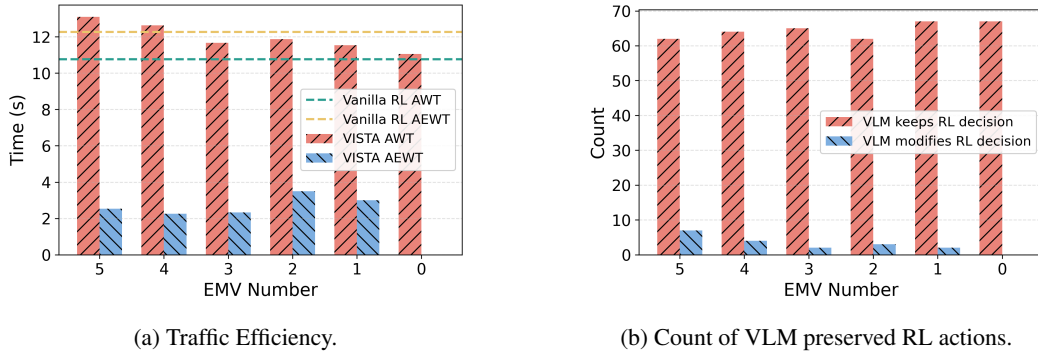 12
10
8
6
4
2
0
Time (s)
Vanilla RL AWT
Vanilla RL AEWT
VISTA AWT
VISTA AEWT
5 4 3 2 1 0
EMV Number
(a) Traffic Efficiency.
70
60
50
40
30
20
10
0
Count
VLM keeps RL decision
VLM modifies RL decision
5 4 3 2 1 0
EMV Number
(b) Count of VLM preserved RL actions.